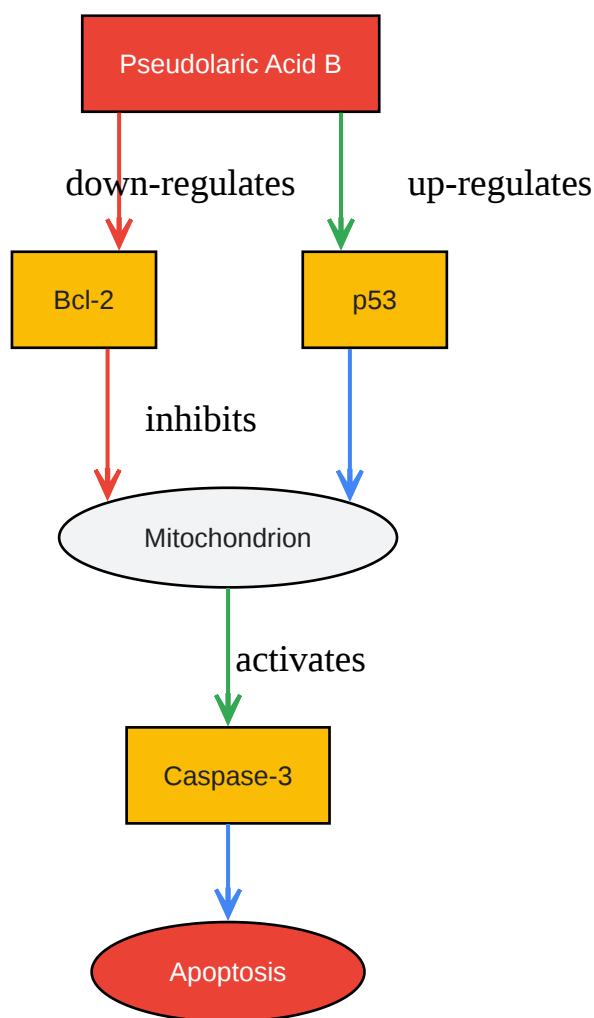 Pseudolaric Acid B
down-regulates
up-regulates
Bcl-2
p53
inhibits
Mitochondrion
activates
Caspase-3
Apoptosis